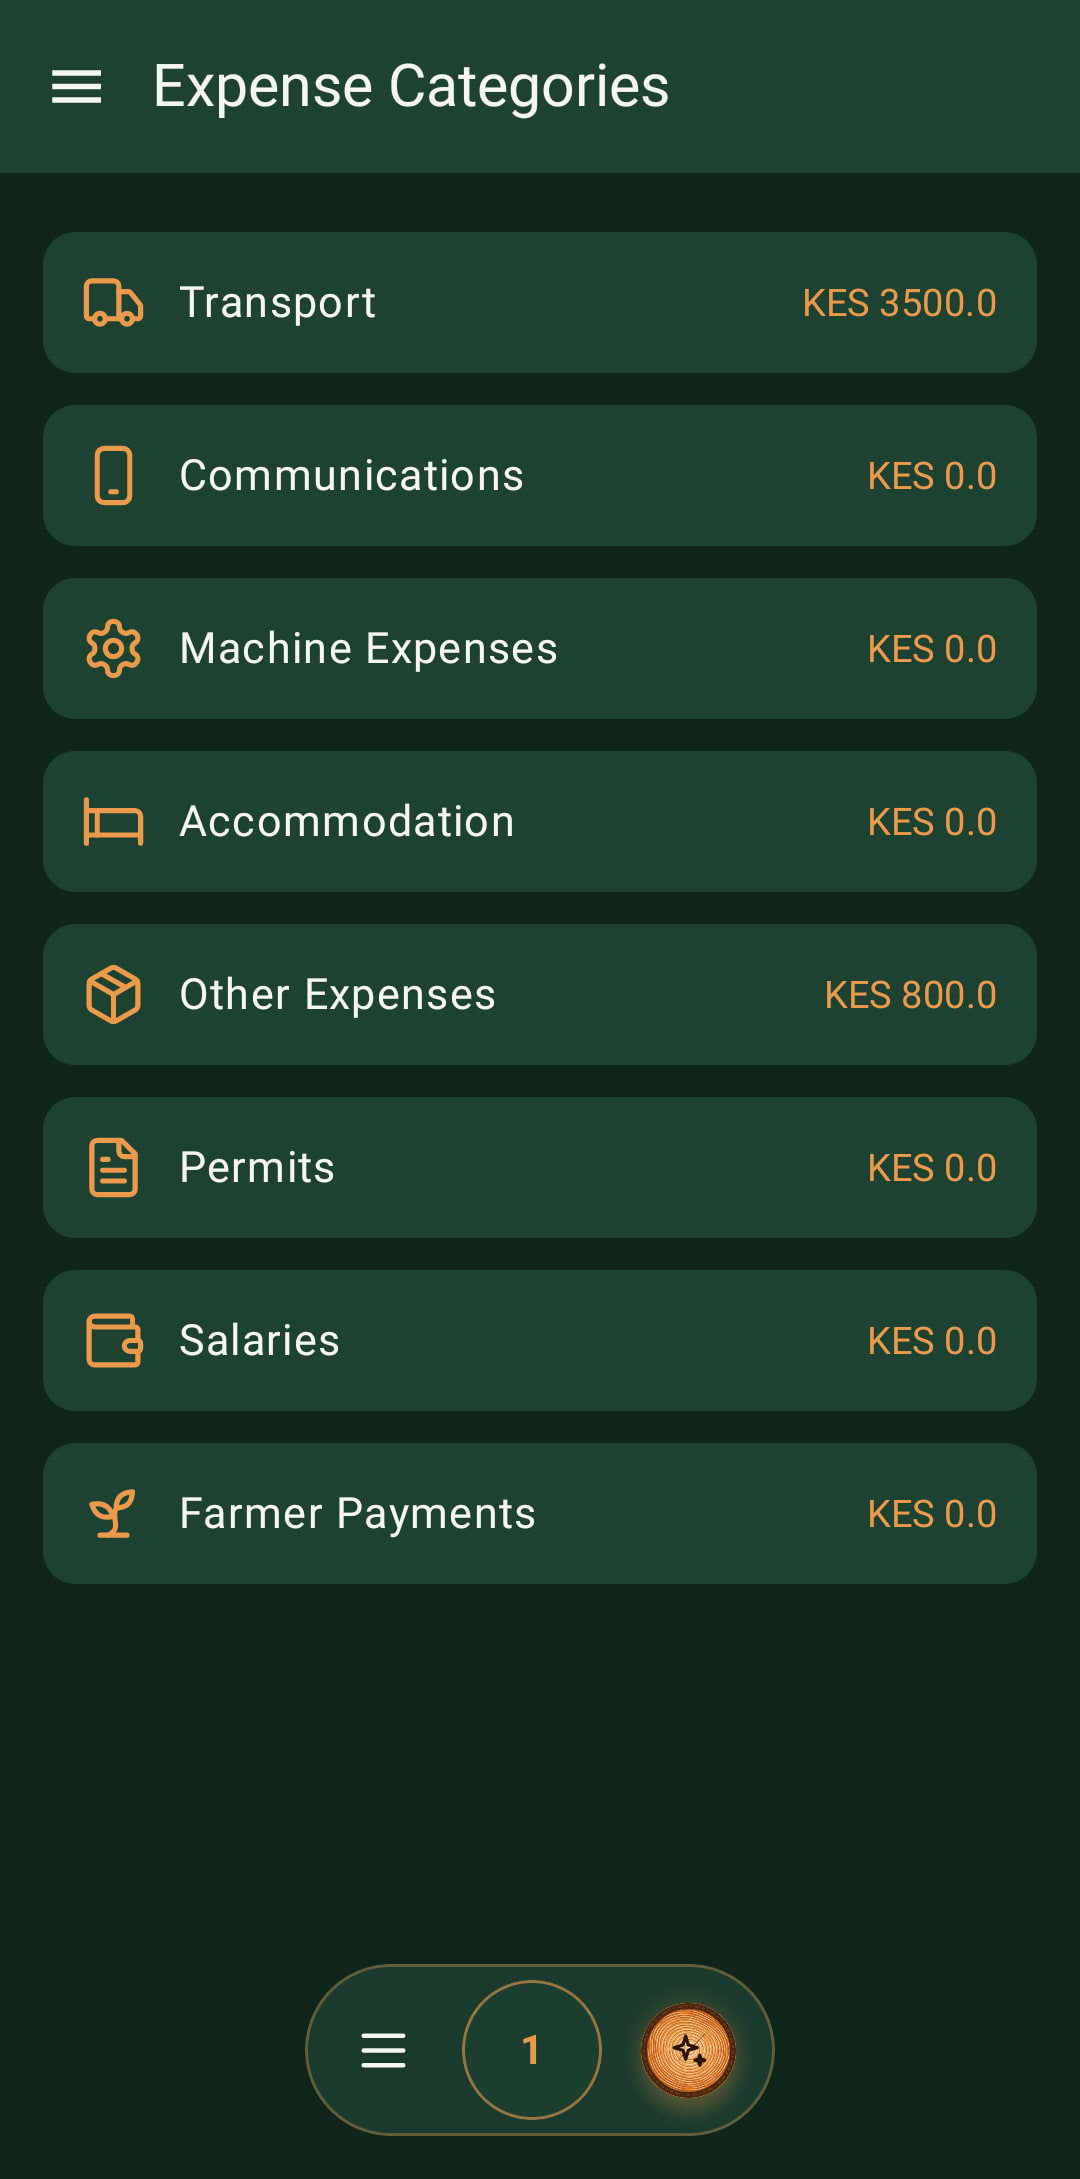 Expense Categories
Transport KES 3500.0
Communications KES 0.0
Machine Expenses KES 0.0
Accommodation KES 0.0
Other Expenses KES 800.0
Permits KES 0.0
Salaries KES 0.0
Farmer Payments KES 0.0
1